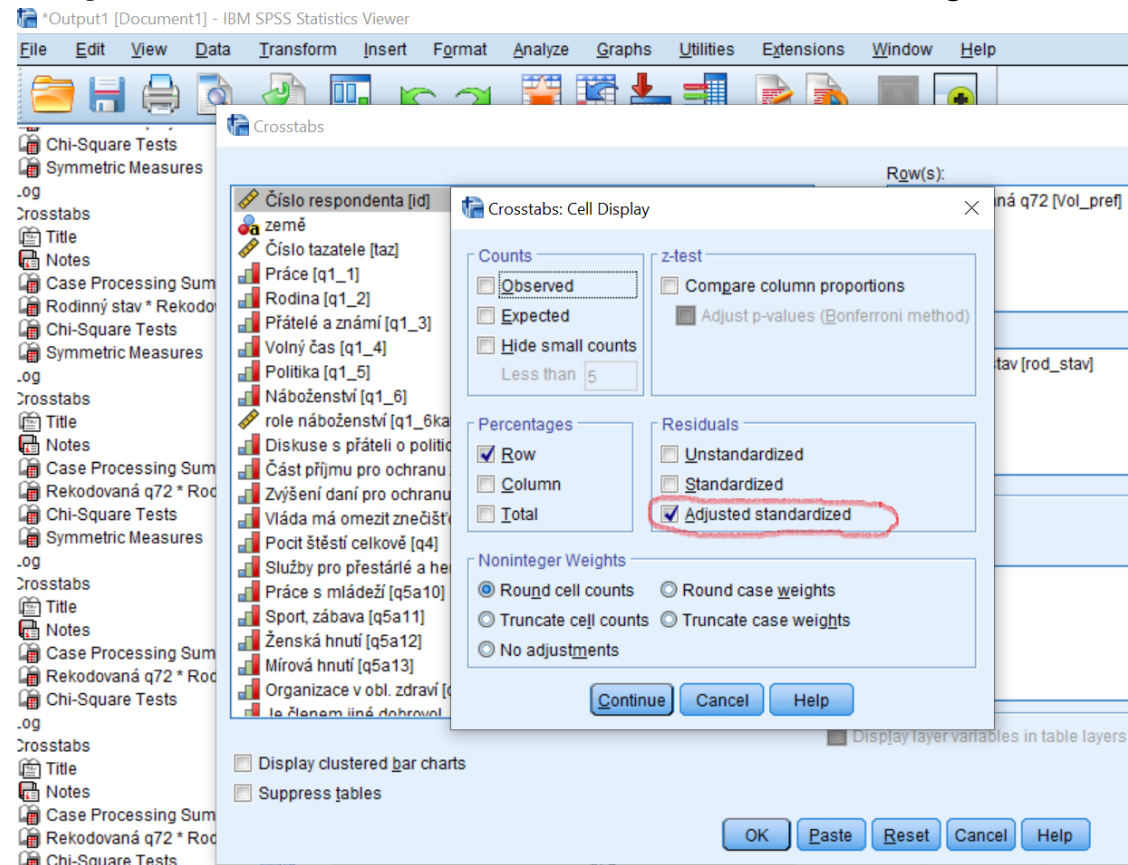 *Output1 [Document1] - IBM SPSS Statistics Viewer
File Edit View Data Transform Insert Format Analyze Graphs Utilities Extensions Window Help
Chi-Square Tests
Symmetric Measures
Log
Crosstabs
Title
Notes
Case Processing Sum
Rodinný stav * Rekodo
Chi-Square Tests
Symmetric Measures
Log
Crosstabs
Title
Notes
Case Processing Sum
Rekodovaná q72 * Rod
Chi-Square Tests
Symmetric Measures
Log
Crosstabs
Title
Notes
Case Processing Sum
Rekodovaná q72 * Rod
Chi-Square Tests
Log
Crosstabs
Title
Notes
Case Processing Sum
Rekodovaná q72 * Rod
Chi-Square Tests
Crosstabs
Číslo respondenta [id]
země
Číslo tazatele [taz]
Práce [q1_1]
Rodina [q1_2]
Přátelé a známí [q1_3]
Volný čas [q1_4]
Politika [q1_5]
Náboženství [q1_6]
role náboženství [q1_6ka
Diskuse s přáteli o politic
Část příjmu pro ochranu
Zvýšení daní pro ochranu
Vláda má omezit znečišť
Pocit štěstí celkově [q4]
Služby pro přestárlé a he
Práce s mládeží [q5a10]
Sport, zábava [q5a11]
Ženská hnutí [q5a12]
Mírová hnutí [q5a13]
Organizace v obl. zdraví [
Je členem jiné dobrovol
Row(s):
ná q72 [Vol_pref]
stav [rod_stav]
Crosstabs: Cell Display
Counts
Observed
Expected
Hide small counts
Less than 5
z-test
Compare column proportions
Adjust p-values (Bonferroni method)
Percentages
Row
Column
Total
Residuals
Unstandardized
Standardized
Adjusted standardized
Noninteger Weights
Round cell counts Round case weights
Truncate cell counts Truncate case weights
No adjustments
Continue Cancel Help
Display layer variables in table layers
Display clustered bar charts
Suppress tables
OK Paste Reset Cancel Help